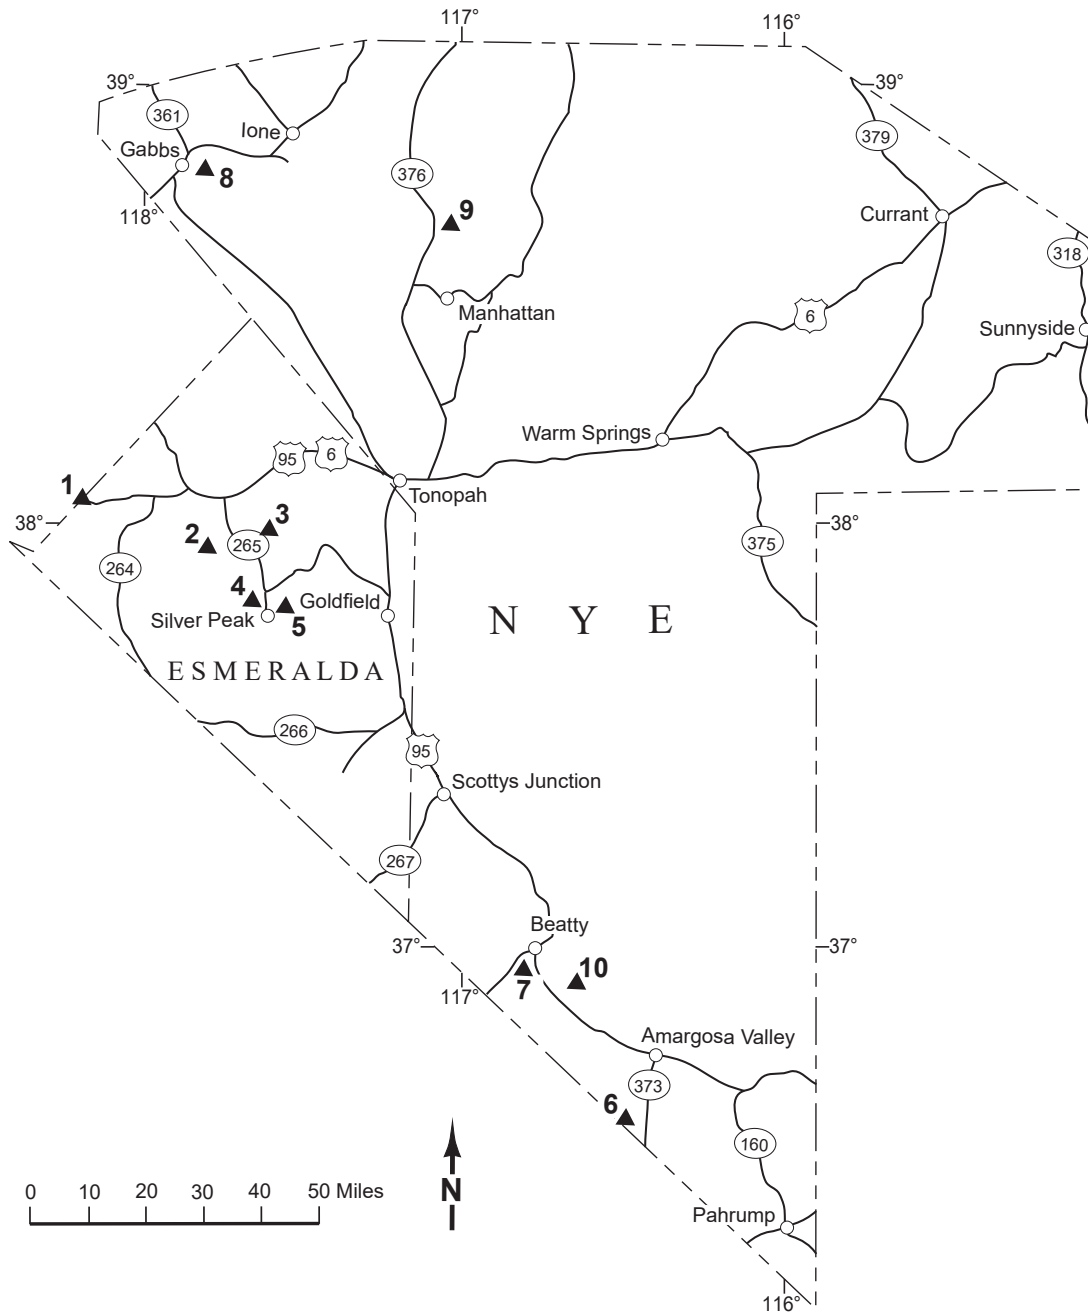 117°
116°
39°
39°
361
Ione
379
Gabbs
376
8
9
118°
Currant
318
Manhattan
6
Sunnyside
Warm Springs
95
6
1
Tonopah
38°
3
38°
2
265
375
264
4
Goldfield
N Y E
Silver Peak
5
ESMERALDA
266
95
Scottys Junction
267
Beatty
37°
37°
10
7
117°
Amargosa Valley
373
6
160
0 10 20 30 40 50 Miles
N
Pahrump
116°